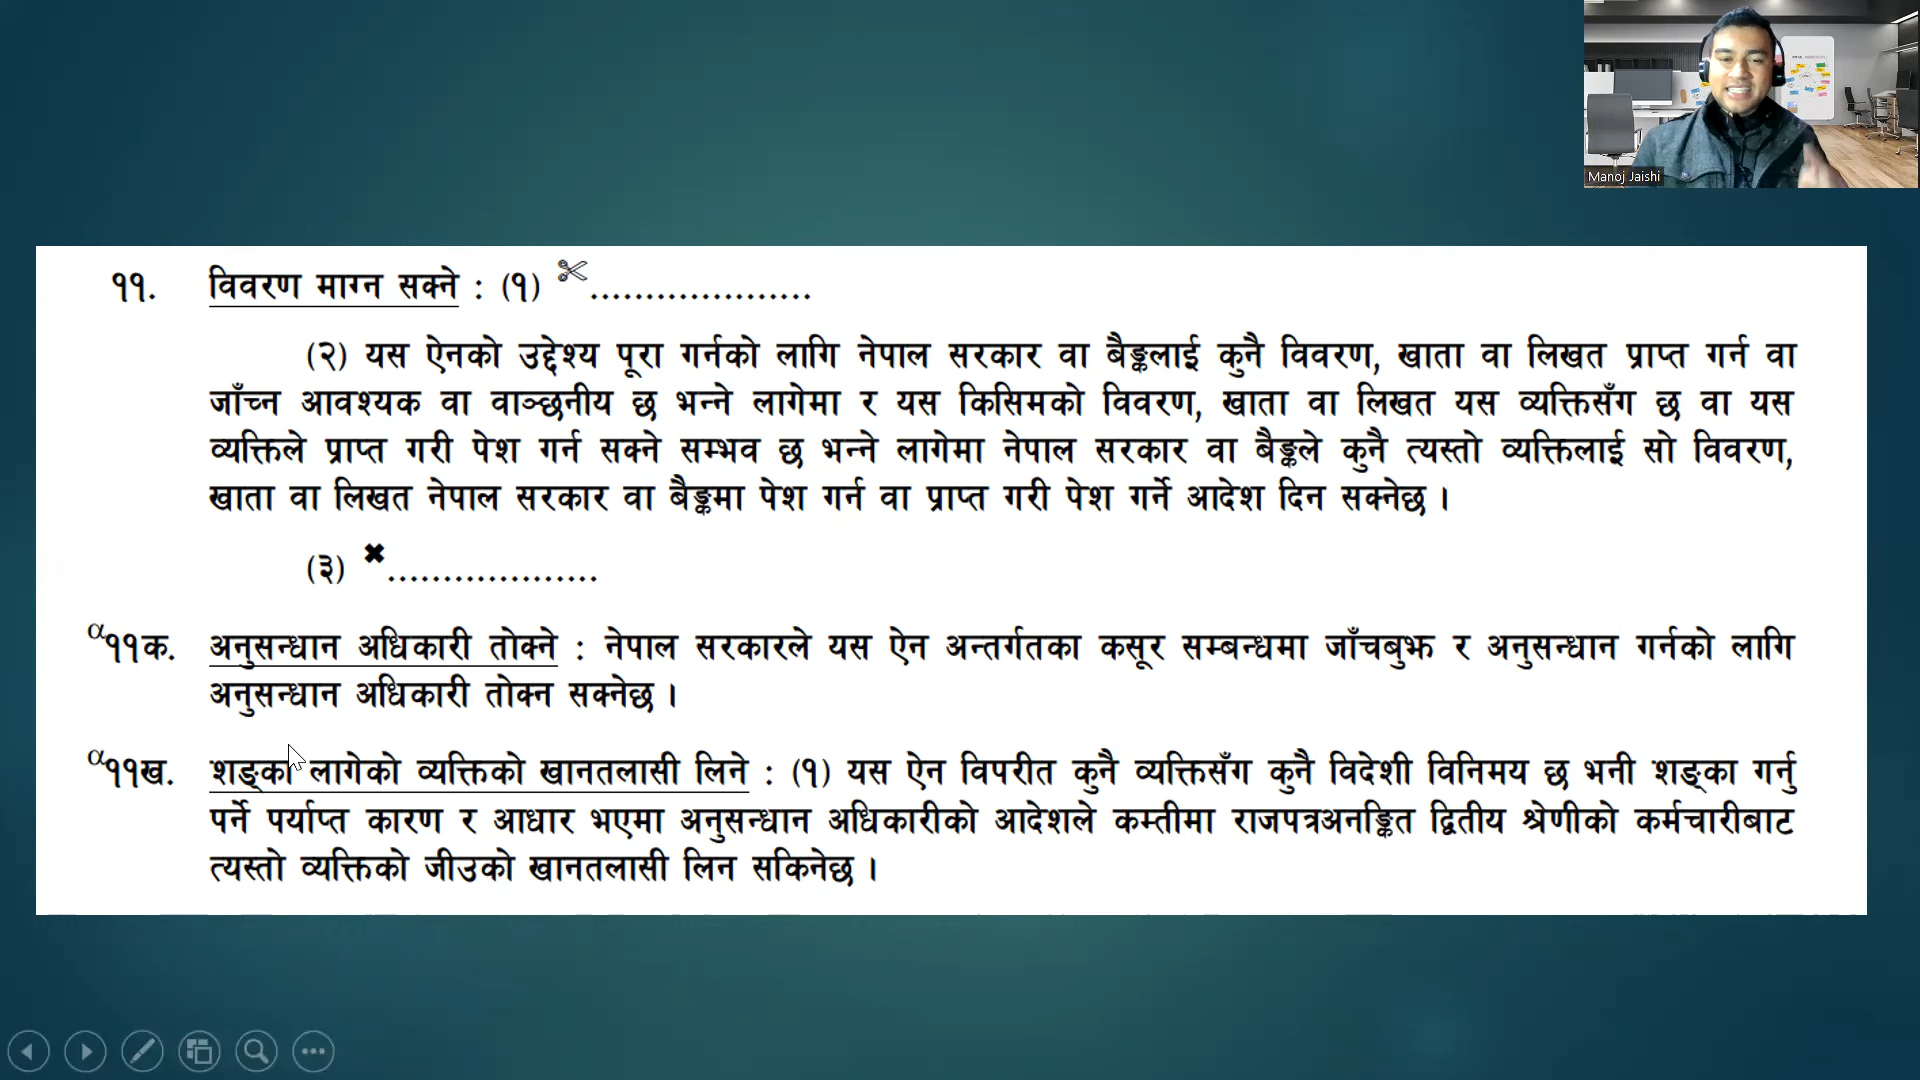 Manoj Jaishi
११. विवरण माग्न सक्ने : (१) ✂....................
(२) यस ऐनको उद्देश्य पूरा गर्नको लागि नेपाल सरकार वा बैङ्कलाई कुनै विवरण, खाता वा लिखत प्राप्त गर्न वा
जाँच्न आवश्यक वा वाञ्छनीय छ भन्ने लागेमा र यस किसिमको विवरण, खाता वा लिखत यस व्यक्तिसँग छ वा यस
व्यक्तिले प्राप्त गरी पेश गर्न सक्ने सम्भव छ भन्ने लागेमा नेपाल सरकार वा बैङ्कले कुनै त्यस्तो व्यक्तिलाई सो विवरण,
खाता वा लिखत नेपाल सरकार वा बैङ्कमा पेश गर्न वा प्राप्त गरी पेश गर्ने आदेश दिन सक्नेछ ।
(३) ✖...................
α११क. अनुसन्धान अधिकारी तोक्ने : नेपाल सरकारले यस ऐन अन्तर्गतका कसूर सम्बन्धमा जाँचबुझ र अनुसन्धान गर्नको लागि
अनुसन्धान अधिकारी तोक्न सक्नेछ ।
α११ख. शङ्का लागेको व्यक्तिको खानतलासी लिने : (१) यस ऐन विपरीत कुनै व्यक्तिसँग कुनै विदेशी विनिमय छ भनी शङ्का गर्नु
पर्ने पर्याप्त कारण र आधार भएमा अनुसन्धान अधिकारीको आदेशले कम्तीमा राजपत्रअनङ्कित द्वितीय श्रेणीको कर्मचारीबाट
त्यस्तो व्यक्तिको जीउको खानतलासी लिन सकिनेछ ।